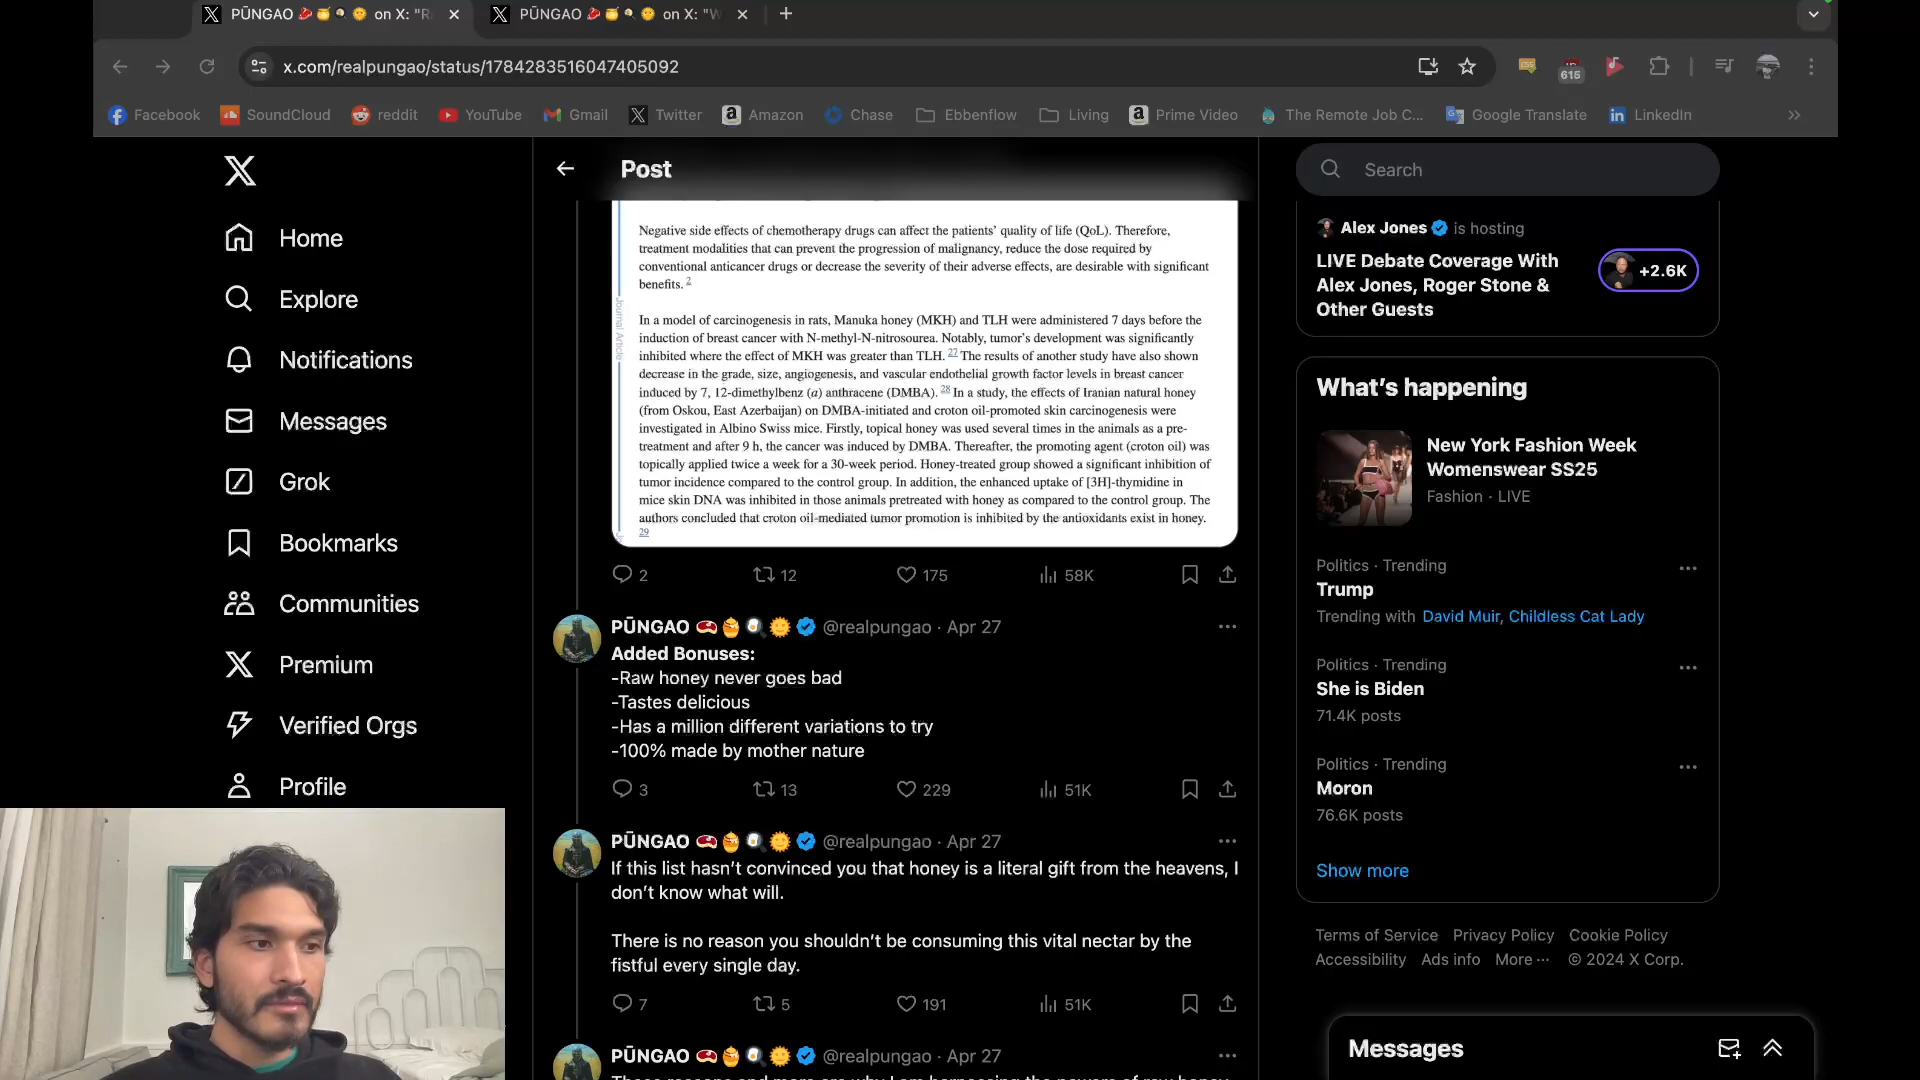 PŪNGAO on X: "R
PŪNGAO on X: "W
x.com/realpungao/status/1784283516047405092
615
Facebook
SoundCloud
reddit
YouTube
Gmail
Twitter
Amazon
Chase
Ebbenflow
Living
Prime Video
The Remote Job C...
Google Translate
LinkedIn
Home
Explore
Notifications
Messages
Grok
Bookmarks
Communities
Premium
Verified Orgs
Profile
Post
Negative side effects of chemotherapy drugs can affect the patients' quality of life (QoL). Therefore,
treatment modalities that can prevent the progression of malignancy, reduce the dose required by
conventional anticancer drugs or decrease the severity of their adverse effects, are desirable with significant
benefits. 2
In a model of carcinogenesis in rats, Manuka honey (MKH) and TLH were administered 7 days before the
induction of breast cancer with N-methyl-N-nitrosourea. Notably, tumor's development was significantly
inhibited where the effect of MKH was greater than TLH. 27 The results of another study have also shown
decrease in the grade, size, angiogenesis, and vascular endothelial growth factor levels in breast cancer
induced by 7, 12-dimethylbenz (a) anthracene (DMBA). 28 In a study, the effects of Iranian natural honey
(from Oskou, East Azerbaijan) on DMBA-initiated and croton oil-promoted skin carcinogenesis were
investigated in Albino Swiss mice. Firstly, topical honey was used several times in the animals as a pre-
treatment and after 9 h, the cancer was induced by DMBA. Thereafter, the promoting agent (croton oil) was
topically applied twice a week for a 30-week period. Honey-treated group showed a significant inhibition of
tumor incidence compared to the control group. In addition, the enhanced uptake of [3H]-thymidine in
mice skin DNA was inhibited in those animals pretreated with honey as compared to the control group. The
authors concluded that croton oil-mediated tumor promotion is inhibited by the antioxidants exist in honey.
29
Journal Article
2 12 175 58K
PŪNGAO @realpungao · Apr 27
Added Bonuses:
-Raw honey never goes bad
-Tastes delicious
-Has a million different variations to try
-100% made by mother nature
3 13 229 51K
PŪNGAO @realpungao · Apr 27
If this list hasn't convinced you that honey is a literal gift from the heavens, I
don't know what will.
There is no reason you shouldn't be consuming this vital nectar by the
fistful every single day.
7 5 191 51K
PŪNGAO @realpungao · Apr 27
Search
Alex Jones is hosting
LIVE Debate Coverage With
Alex Jones, Roger Stone &
Other Guests
+2.6K
What's happening
New York Fashion Week
Womenswear SS25
Fashion · LIVE
Politics · Trending
Trump
Trending with David Muir, Childless Cat Lady
Politics · Trending
She is Biden
71.4K posts
Politics · Trending
Moron
76.6K posts
Show more
Terms of Service Privacy Policy Cookie Policy
Accessibility Ads info More ··· © 2024 X Corp.
Messages